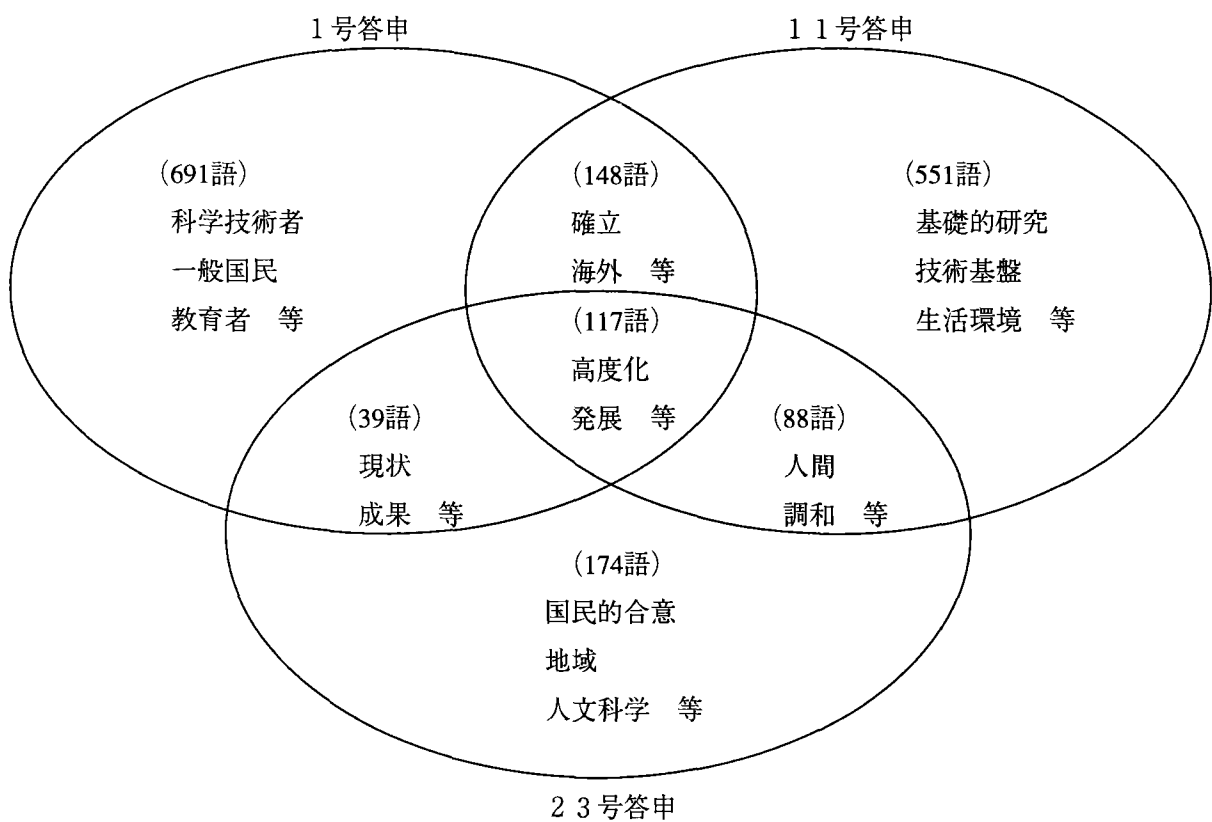 1号答申
11号答申
(691語)
科学技術者
一般国民
教育者 等
(148語)
確立
海外 等
(551語)
基礎的研究
技術基盤
生活環境 等
(117語)
高度化
発展 等
(39語)
現状
成果 等
(88語)
人間
調和 等
(174語)
国民的合意
地域
人文科学 等
23号答申